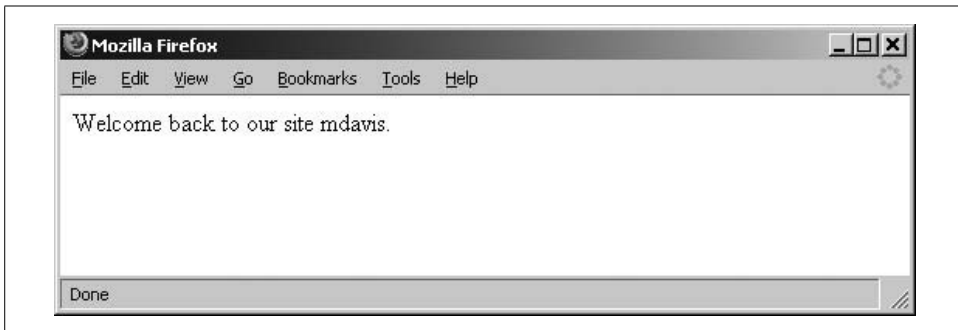 Mozilla Firefox
File Edit View Go Bookmarks Tools Help
Welcome back to our site mdavis.
Done